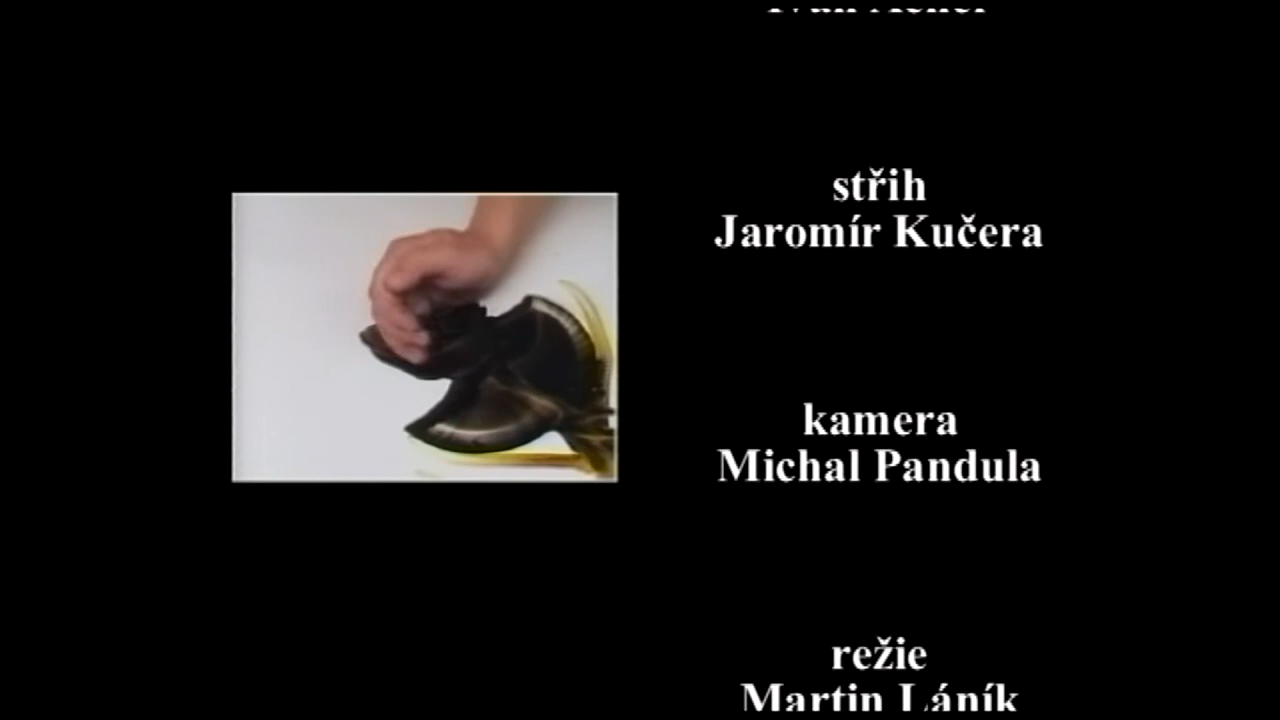 střih
Jaromír Kučera
kamera
Michal Pandula
režie
Martin Láník